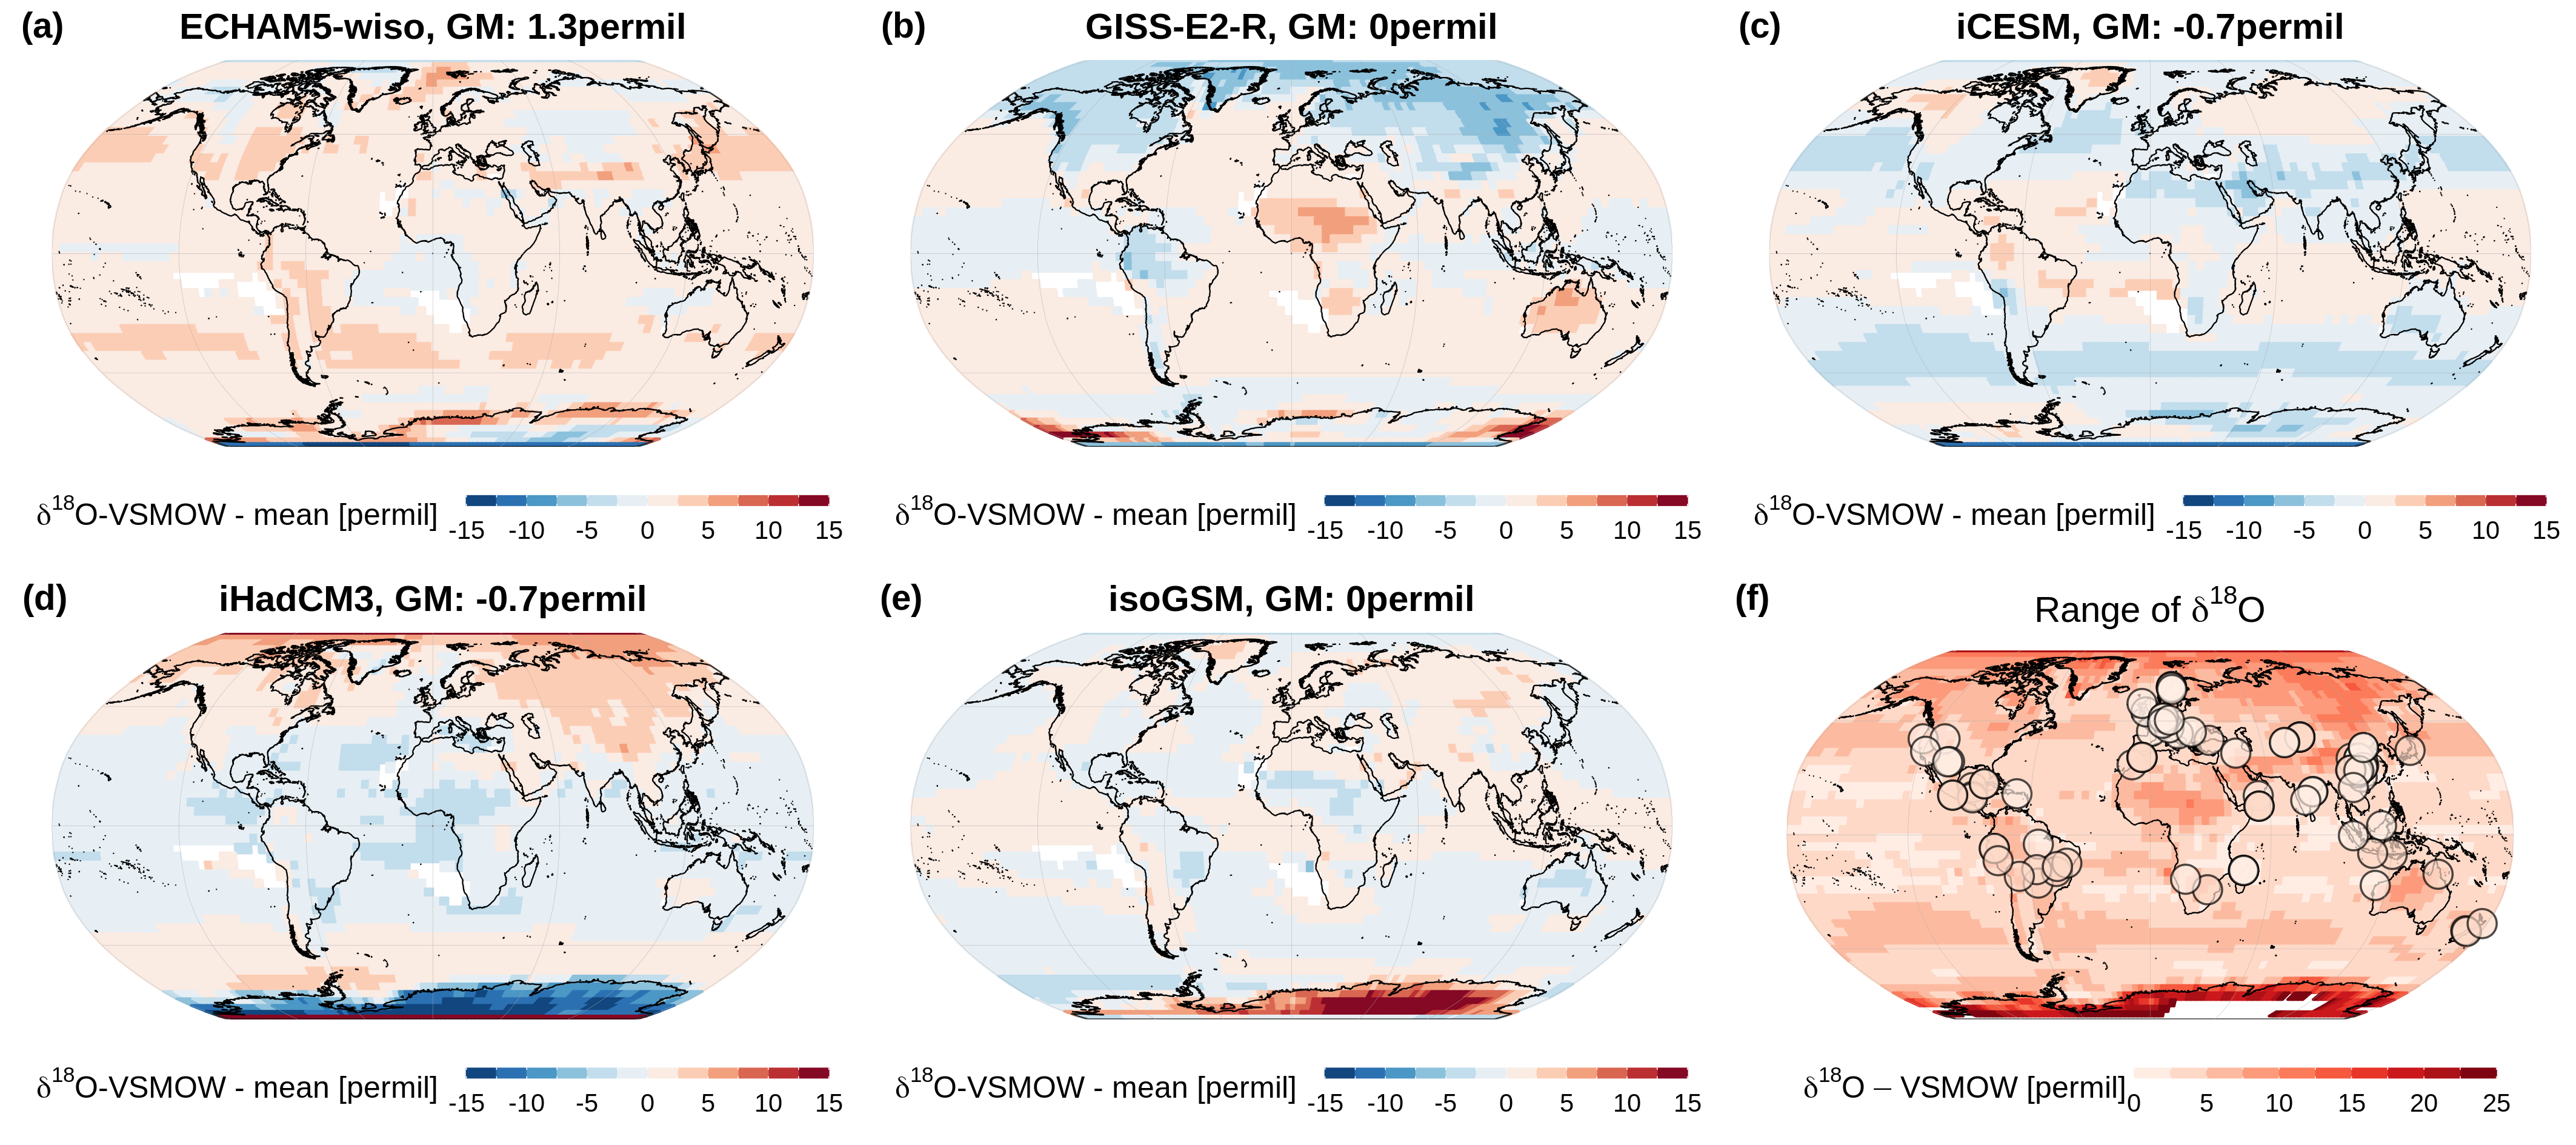 (a) ECHAM5-wiso, GM: 1.3permil
(b) GISS-E2-R, GM: 0permil
(c) iCESM, GM: -0.7permil
δ18O-VSMOW - mean [permil] -15 -10 -5 0 5 10 15
δ18O-VSMOW - mean [permil] -15 -10 -5 0 5 10 15
δ18O-VSMOW - mean [permil] -15 -10 -5 0 5 10 15
(d) iHadCM3, GM: -0.7permil
(e) isoGSM, GM: 0permil
(f) Range of δ18O
δ18O-VSMOW - mean [permil] -15 -10 -5 0 5 10 15
δ18O-VSMOW - mean [permil] -15 -10 -5 0 5 10 15
δ18O – VSMOW [permil] 0 5 10 15 20 25